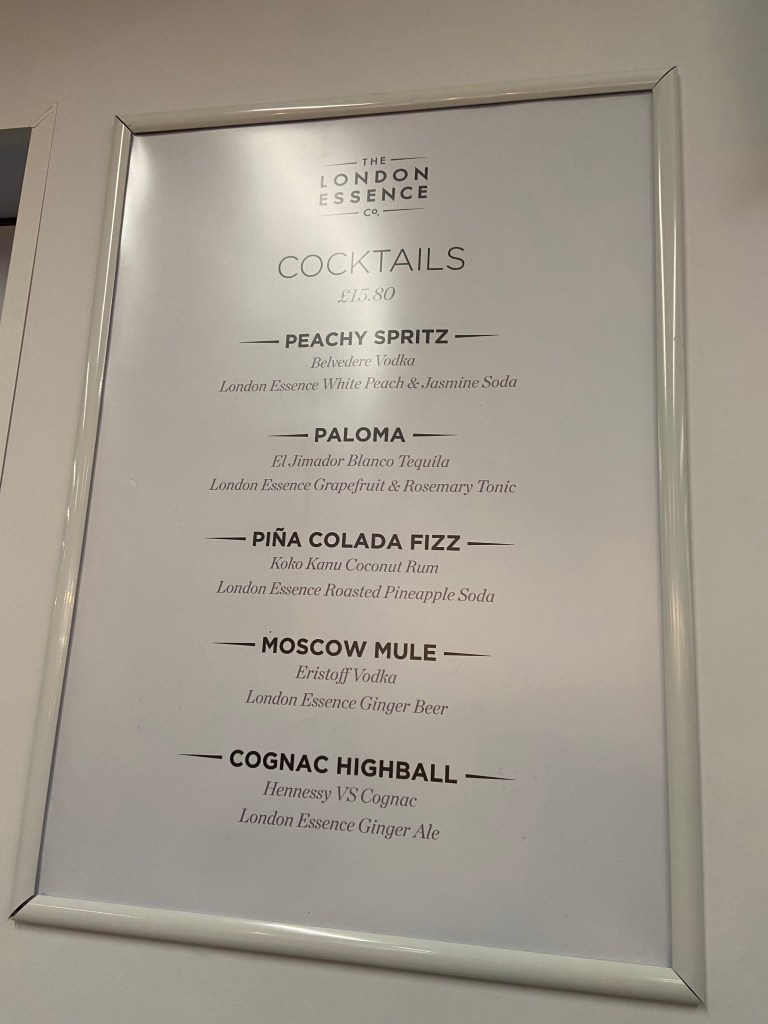 THE
LONDON
ESSENCE
Co.
COCKTAILS
£15.80
PEACHY SPRITZ
Belvedere Vodka
London Essence White Peach & Jasmine Soda
PALOMA
El Jimador Blanco Tequila
London Essence Grapefruit & Rosemary Tonic
PIÑA COLADA FIZZ
Koko Kanu Coconut Rum
London Essence Roasted Pineapple Soda
MOSCOW MULE
Eristoff Vodka
London Essence Ginger Beer
COGNAC HIGHBALL
Hennessy VS Cognac
London Essence Ginger Ale